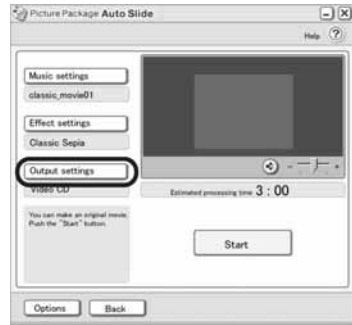 Picture Package Auto Slide
Help ?
Music settings
classic_movie01
Effect settings
Classic Sepia
Output settings
Video CD
Estimated processing time 3 : 00
You can make an original movie.
Push the "Start" button.
Start
Options
Back